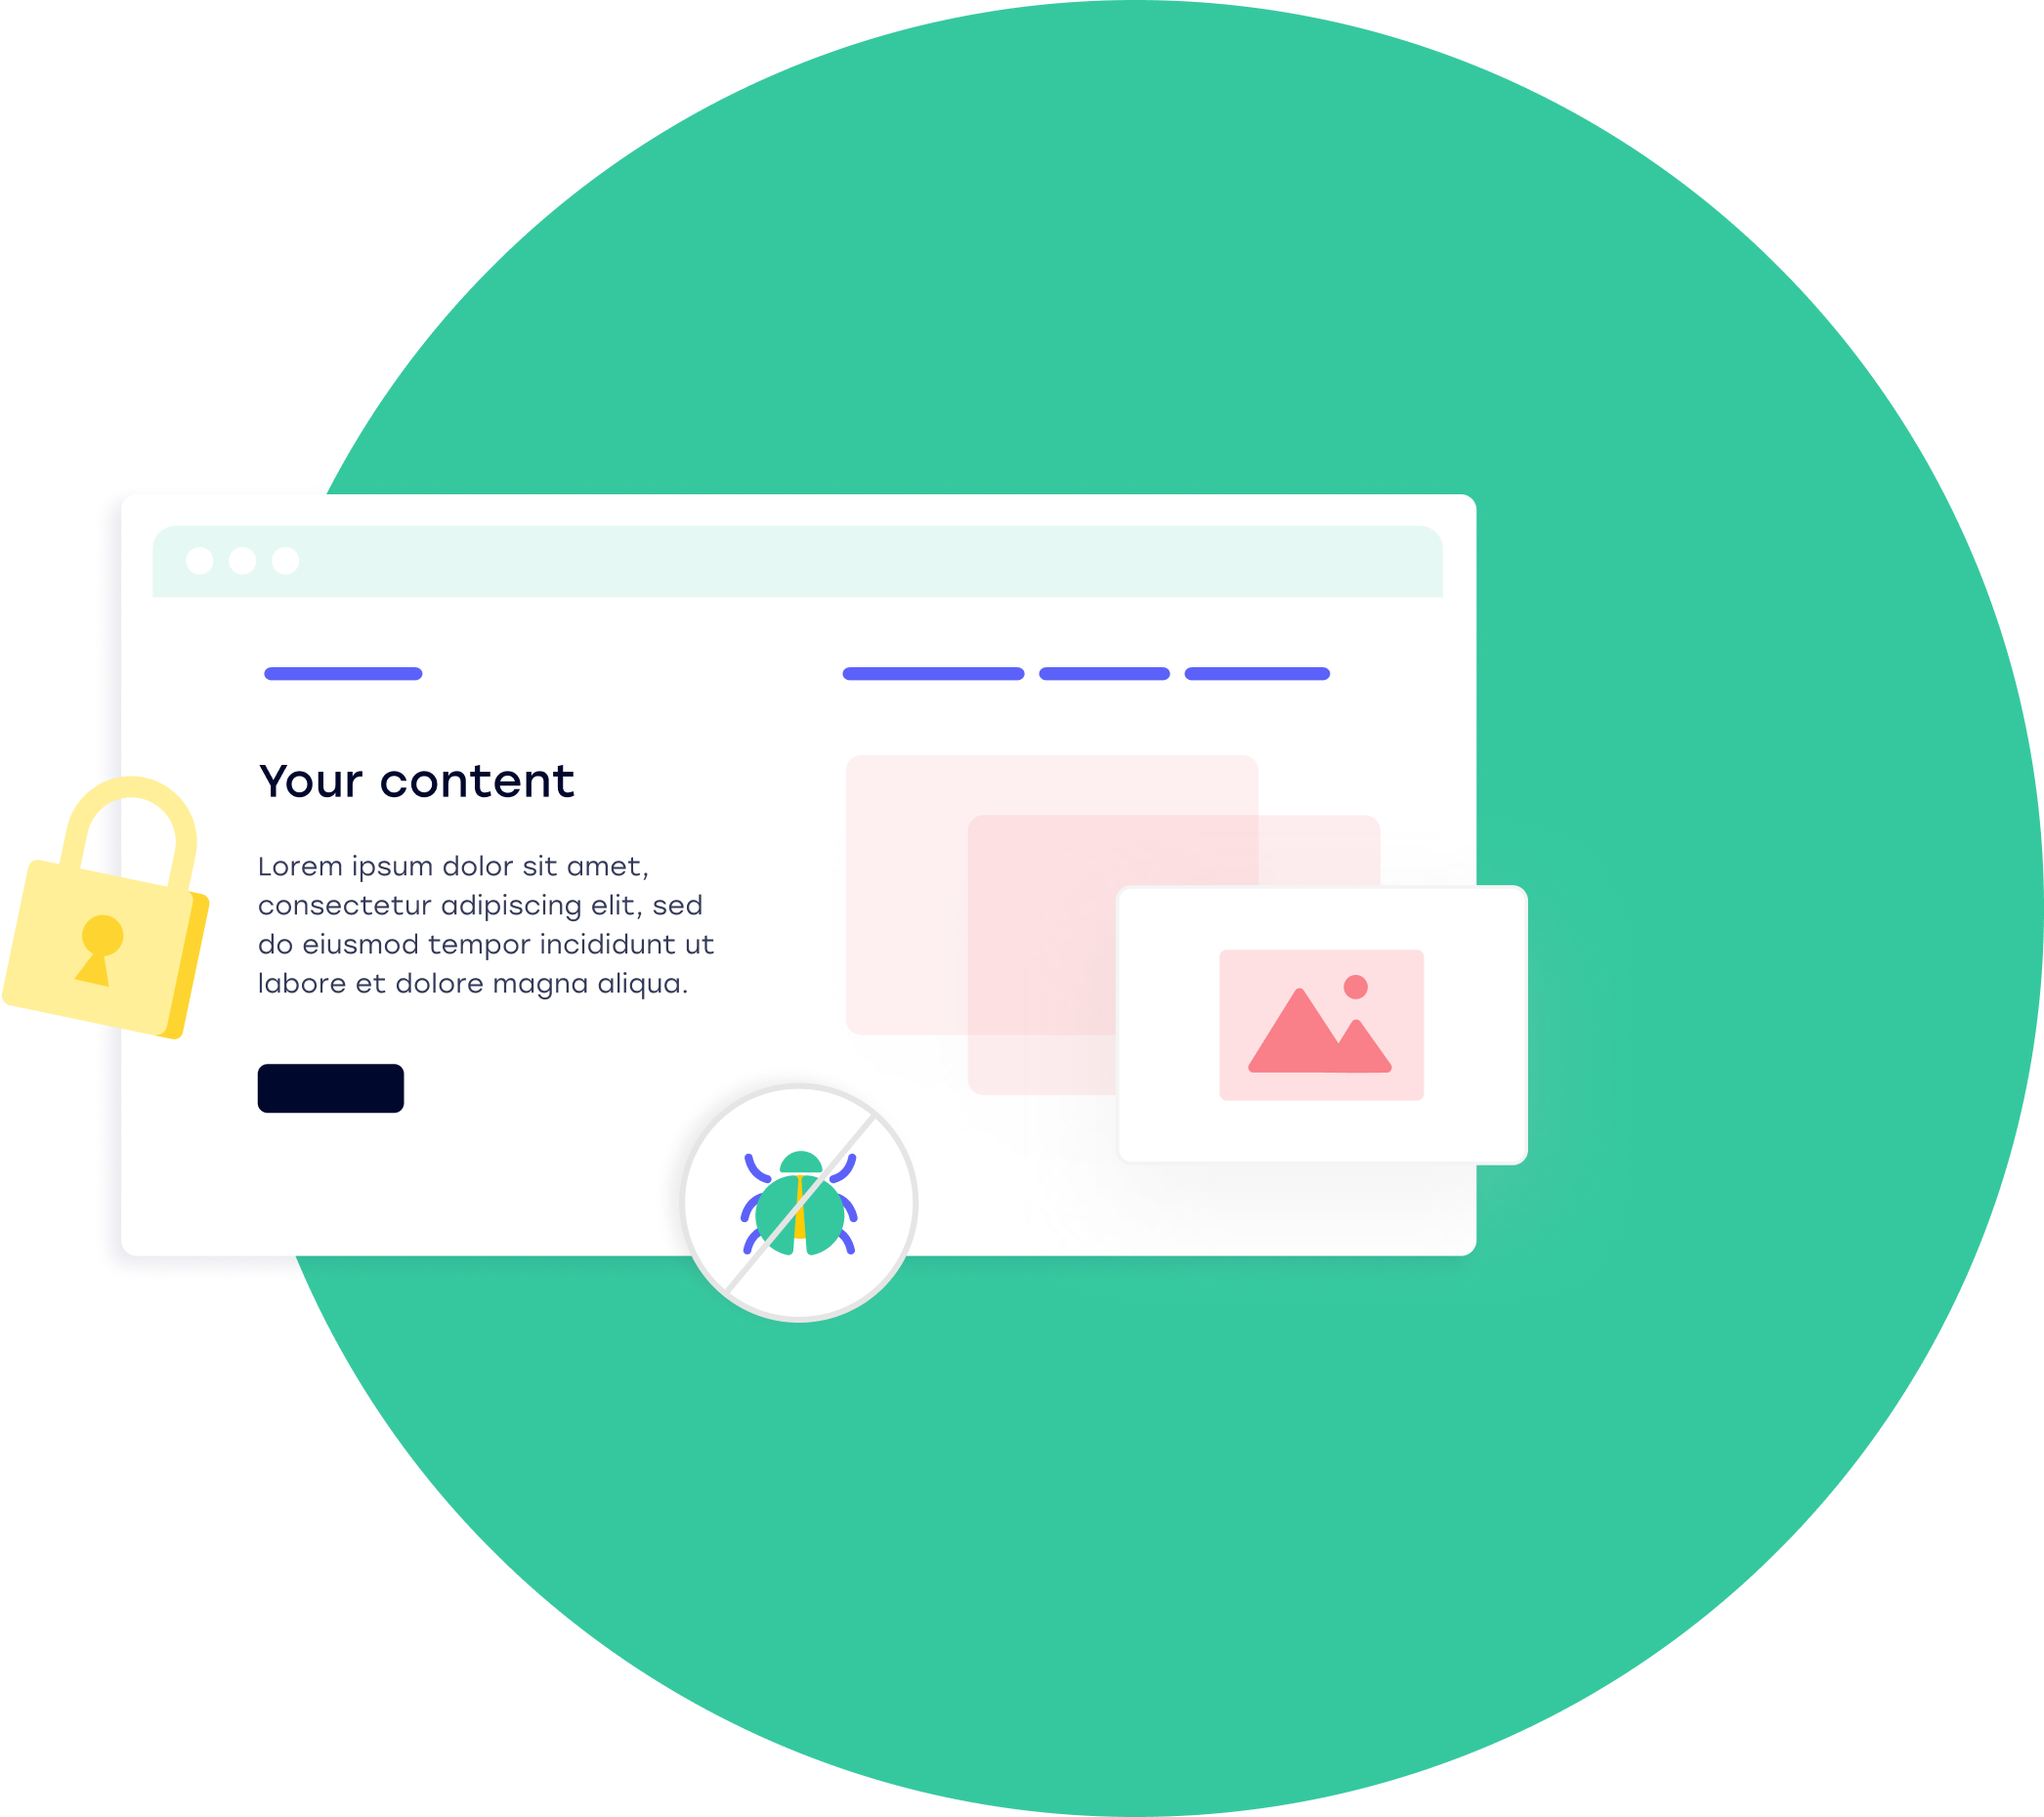 Your content
Lorem ipsum dolor sit amet,
consectetur adipiscing elit, sed
do eiusmod tempor incididunt ut
labore et dolore magna aliqua.